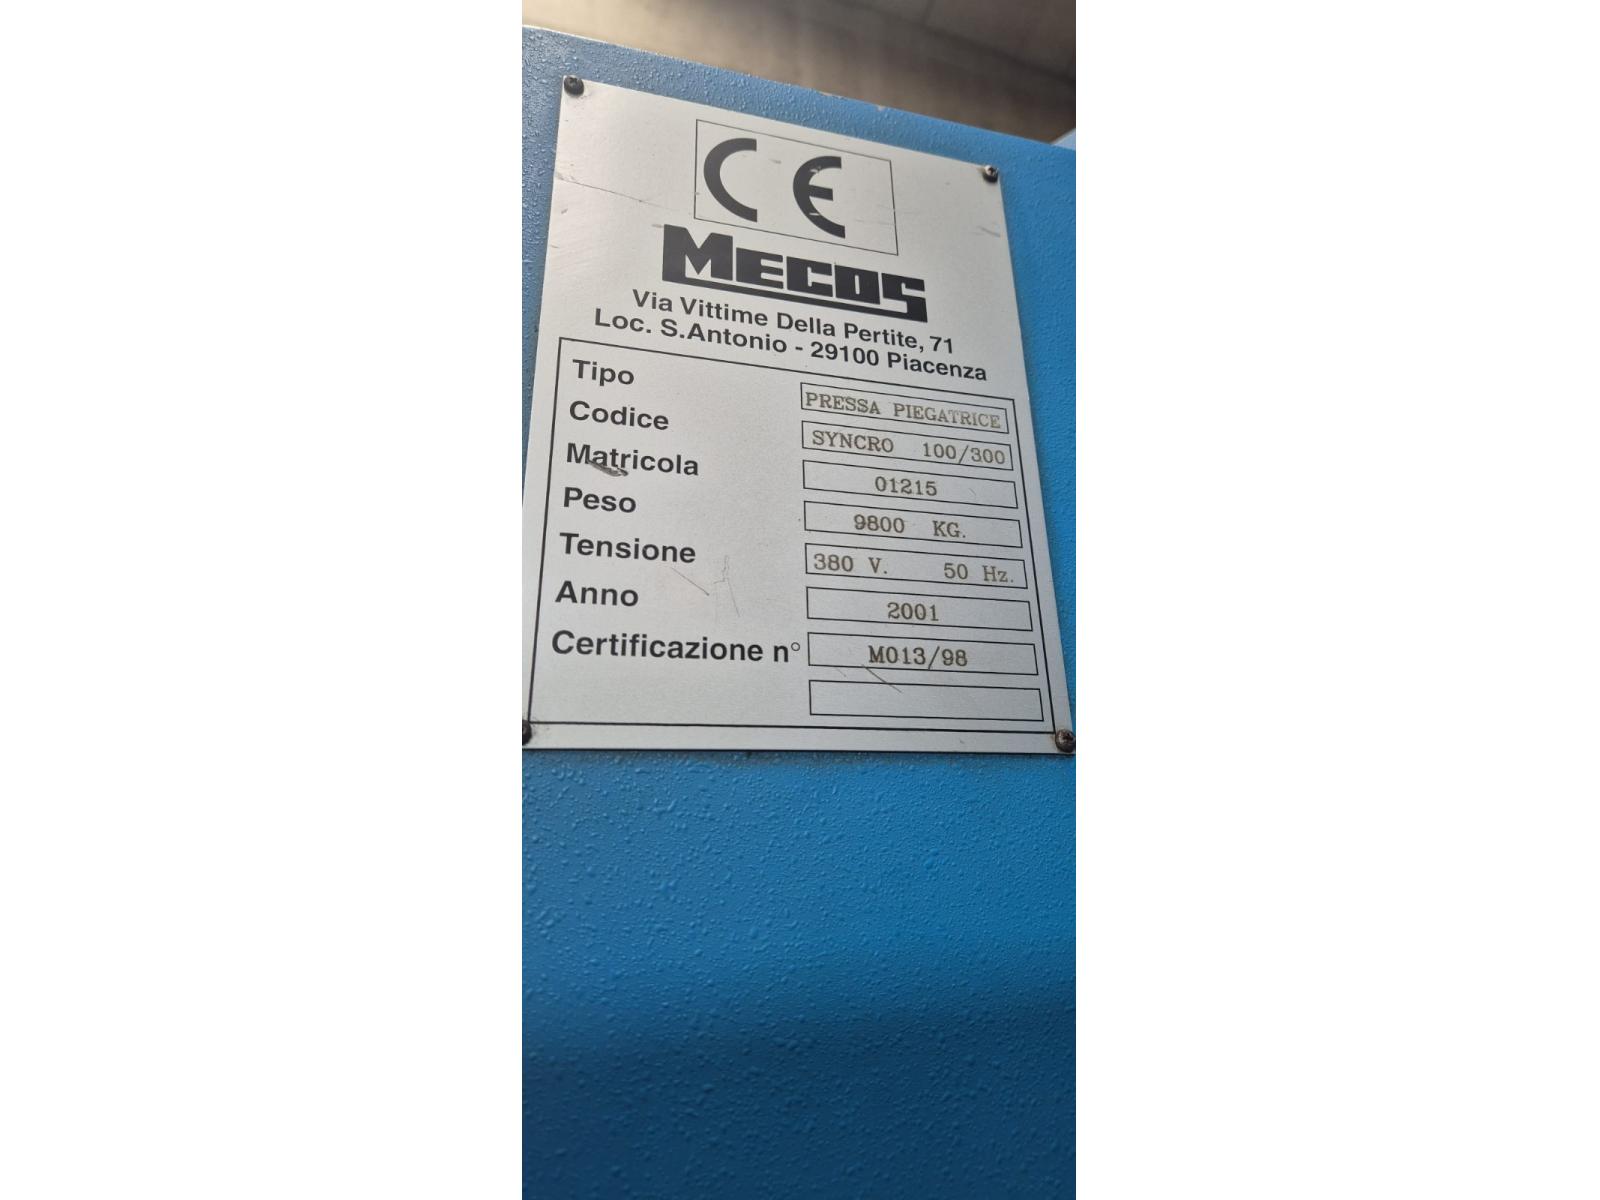 CE
MECOS
Via Vittime Della Pertite, 71
Loc. S.Antonio - 29100 Piacenza
Tipo PRESSA PIEGATRICE
Codice SYNCRO 100/300
Matricola 01215
Peso 9800 KG.
Tensione 380 V. 50 Hz.
Anno 2001
Certificazione n° M013/98